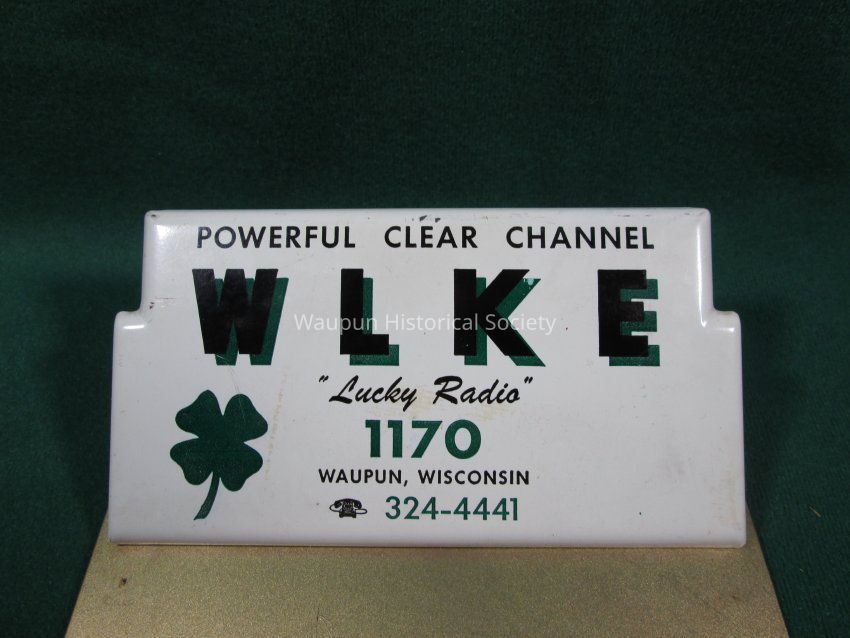 POWERFUL CLEAR CHANNEL
WLKE
Waupun Historical Society
"Lucky Radio"
1170
WAUPUN, WISCONSIN
324-4441